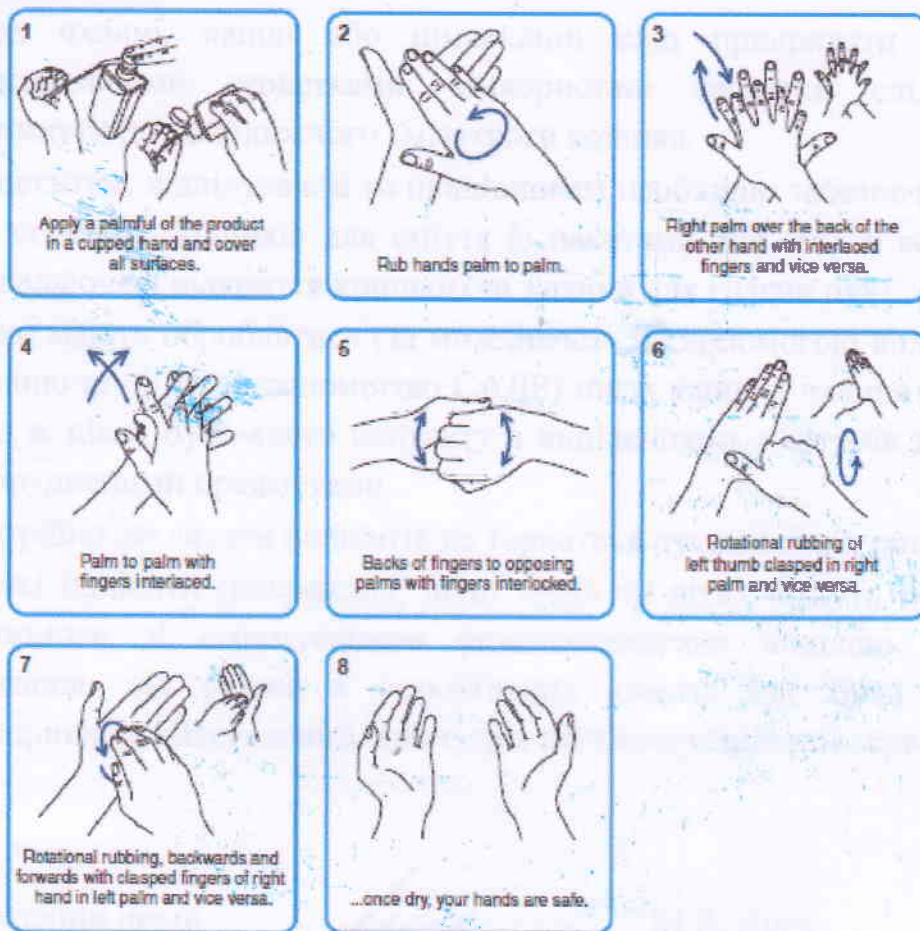 1
Apply a palmful of the product
in a cupped hand and cover
all surfaces.
2
Rub hands palm to palm.
3
Right palm over the back of the
other hand with interlaced
fingers and vice versa.
4
Palm to palm with
fingers interlaced.
5
Backs of fingers to opposing
palms with fingers interlocked.
6
Rotational rubbing of
left thumb clasped in right
palm and vice versa
7
Rotational rubbing, backwards and
forwards with clasped fingers of right
hand in left palm and vice versa.
8
...once dry, your hands are safe.